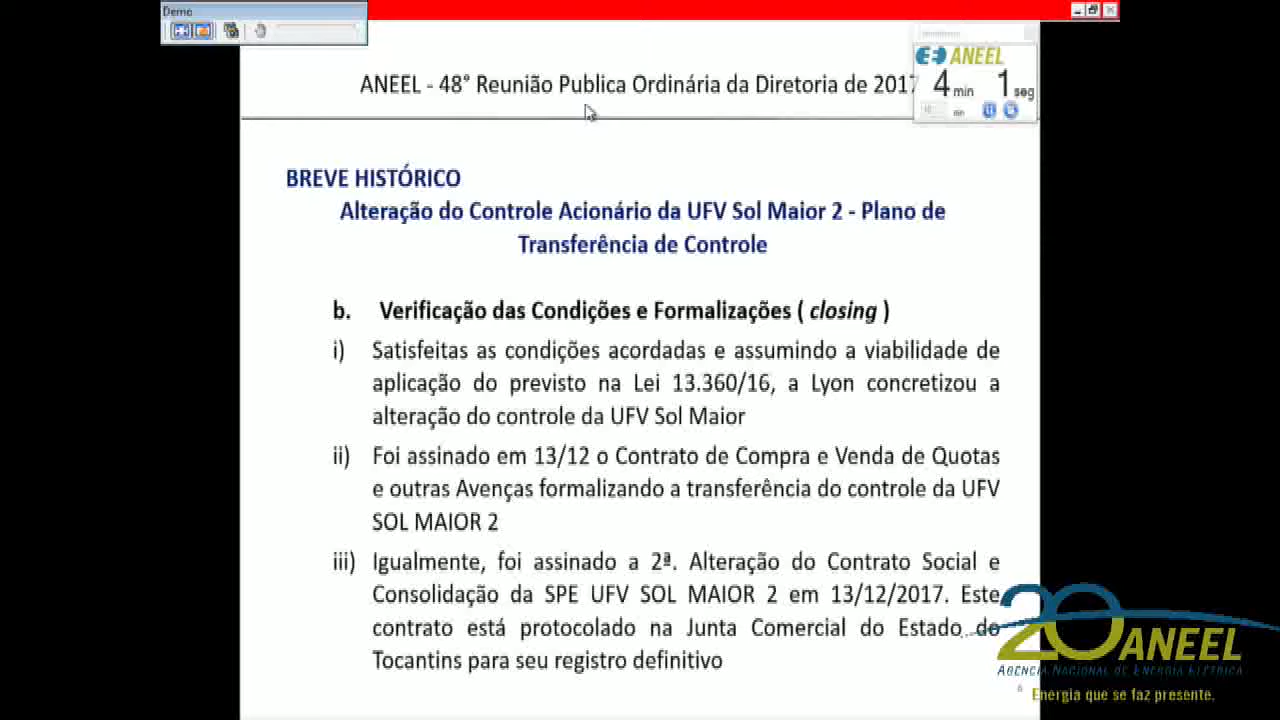 Demo
ANEEL
4 min 1 seg
ANEEL - 48° Reunião Publica Ordinária da Diretoria de 2017
BREVE HISTÓRICO
Alteração do Controle Acionário da UFV Sol Maior 2 - Plano de
Transferência de Controle
b. Verificação das Condições e Formalizações ( closing )
i) Satisfeitas as condições acordadas e assumindo a viabilidade de
aplicação do previsto na Lei 13.360/16, a Lyon concretizou a
alteração do controle da UFV Sol Maior
ii) Foi assinado em 13/12 o Contrato de Compra e Venda de Quotas
e outras Avenças formalizando a transferência do controle da UFV
SOL MAIOR 2
iii) Igualmente, foi assinado a 2ª. Alteração do Contrato Social e
Consolidação da SPE UFV SOL MAIOR 2 em 13/12/2017. Este
contrato está protocolado na Junta Comercial do Estado do
Tocantins para seu registro definitivo
20 ANEEL
AGÊNCIA NACIONAL DE ENERGIA ELÉTRICA
Energia que se faz presente.